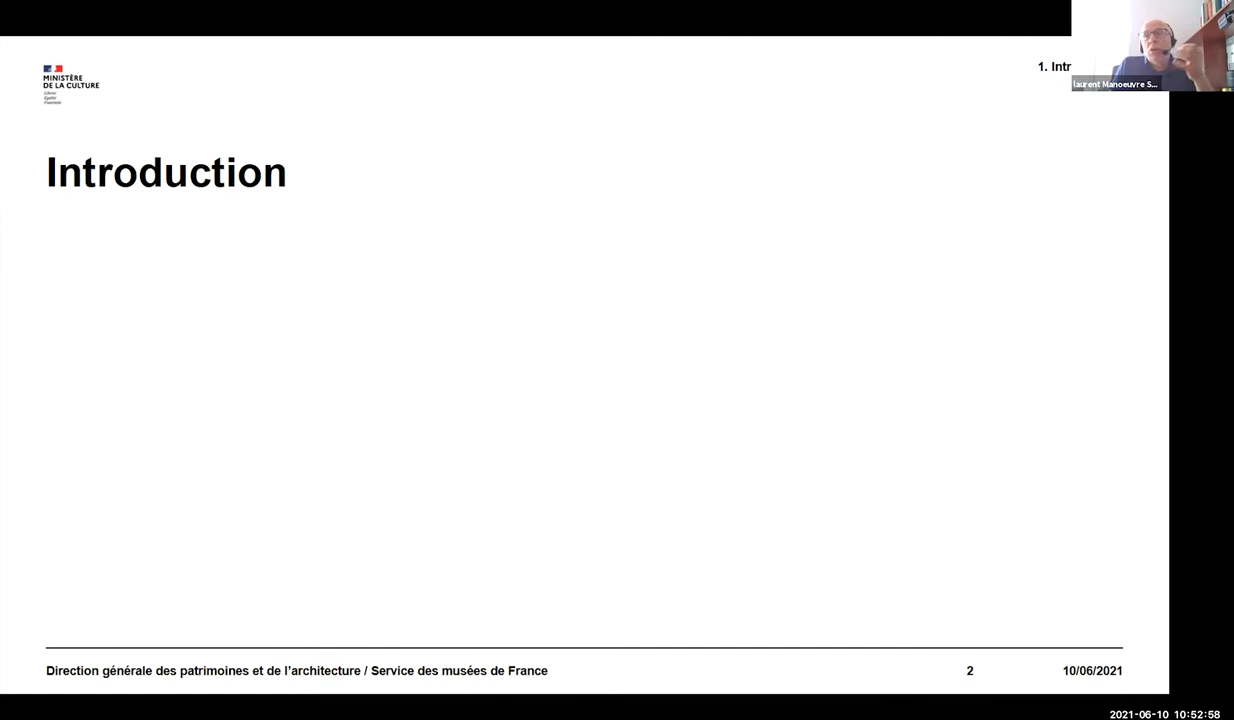 MINISTÈRE
DE LA CULTURE
Liberté
Égalité
Fraternité
1. Intr
laurent Manoeuvre S...
Introduction
Direction générale des patrimoines et de l'architecture / Service des musées de France
2
10/06/2021
2021-06-10 10:52:58